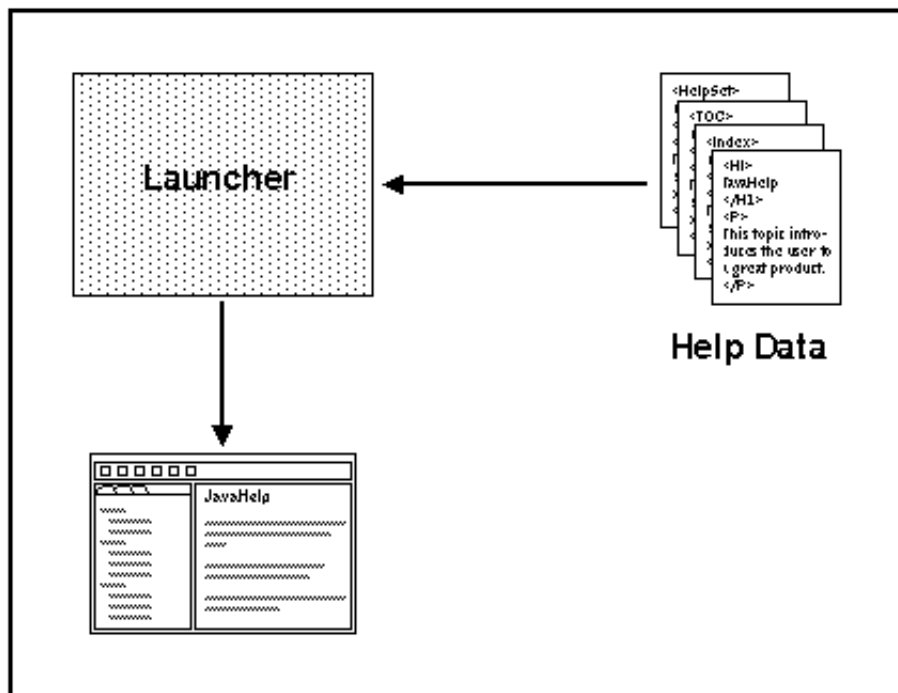 Launcher
<HelpSet>
<TOC>
<Index>
<H1>
JavaHelp
</H1>
<P>
This topic intro-
duces the user to
a great product.
</P>
Help Data
JavaHelp